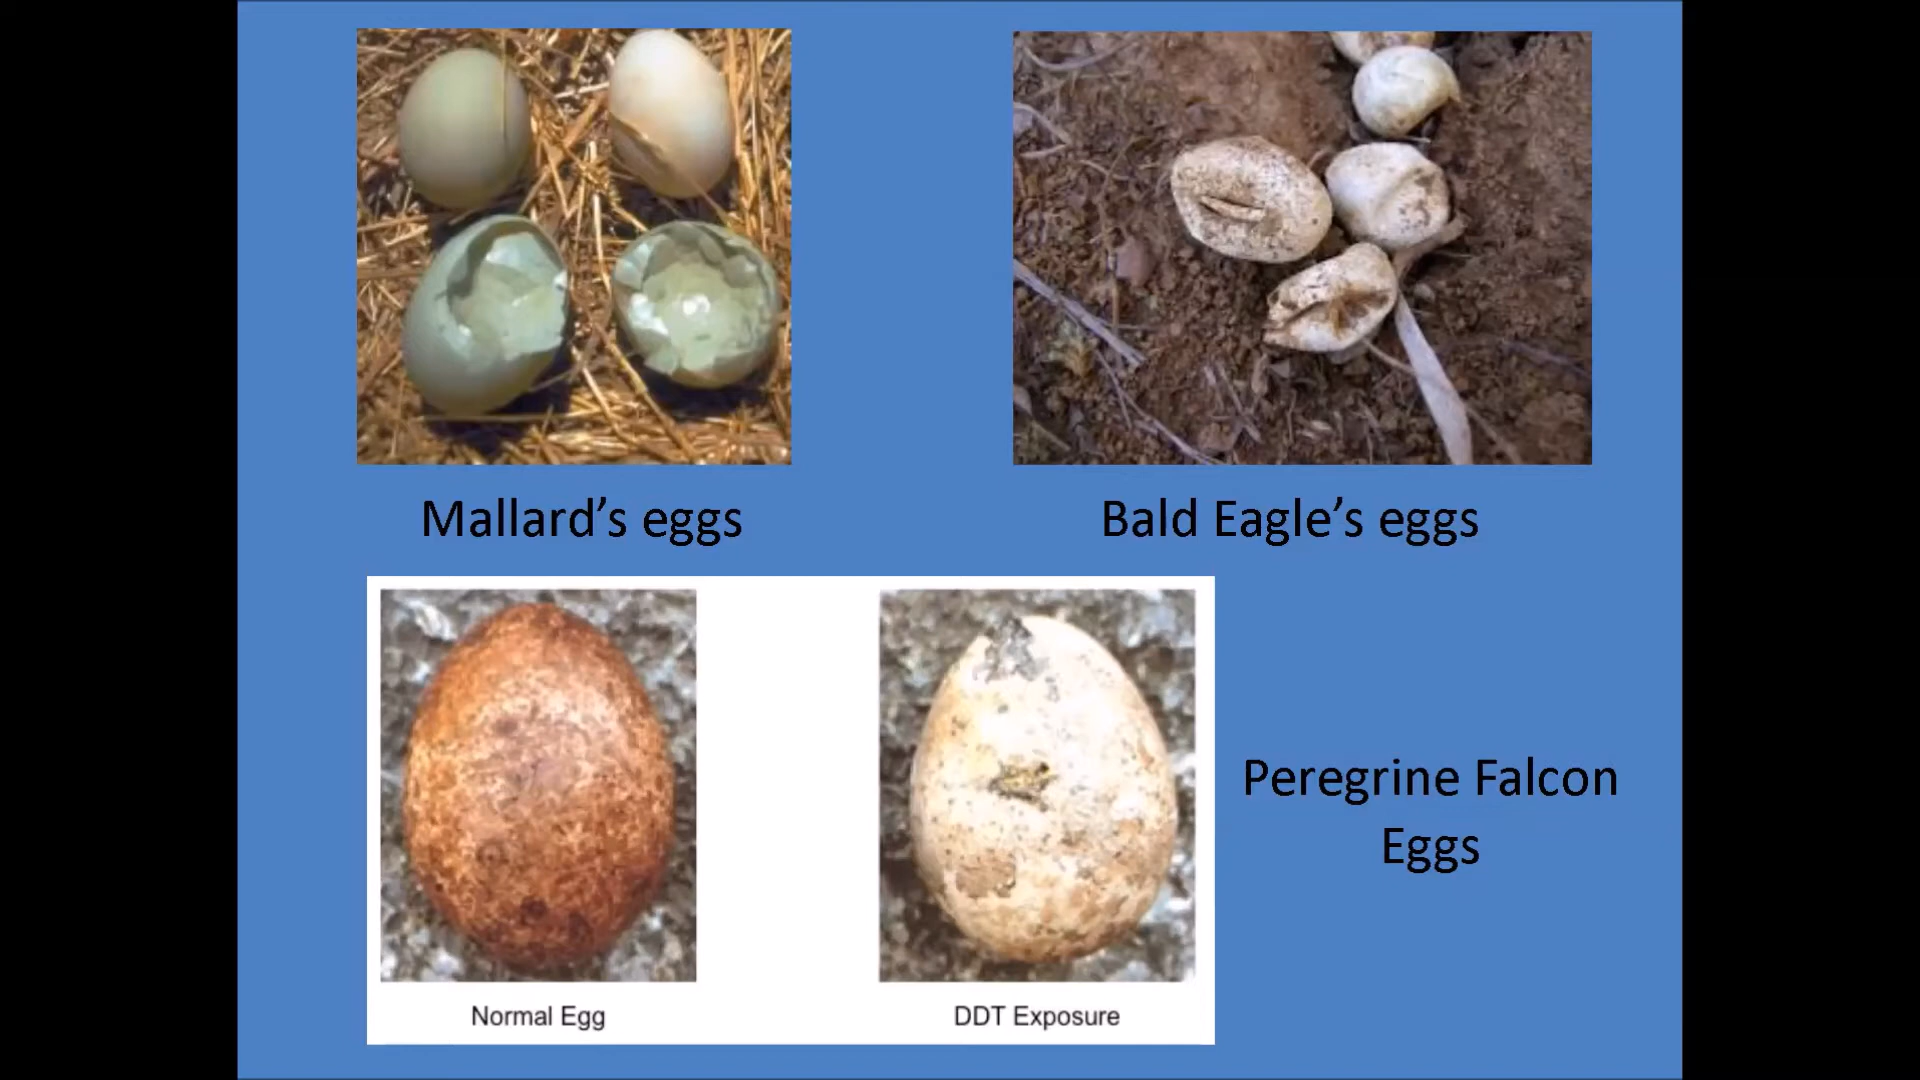 Mallard’s eggs
Bald Eagle’s eggs
Peregrine Falcon
Eggs
Normal Egg
DDT Exposure